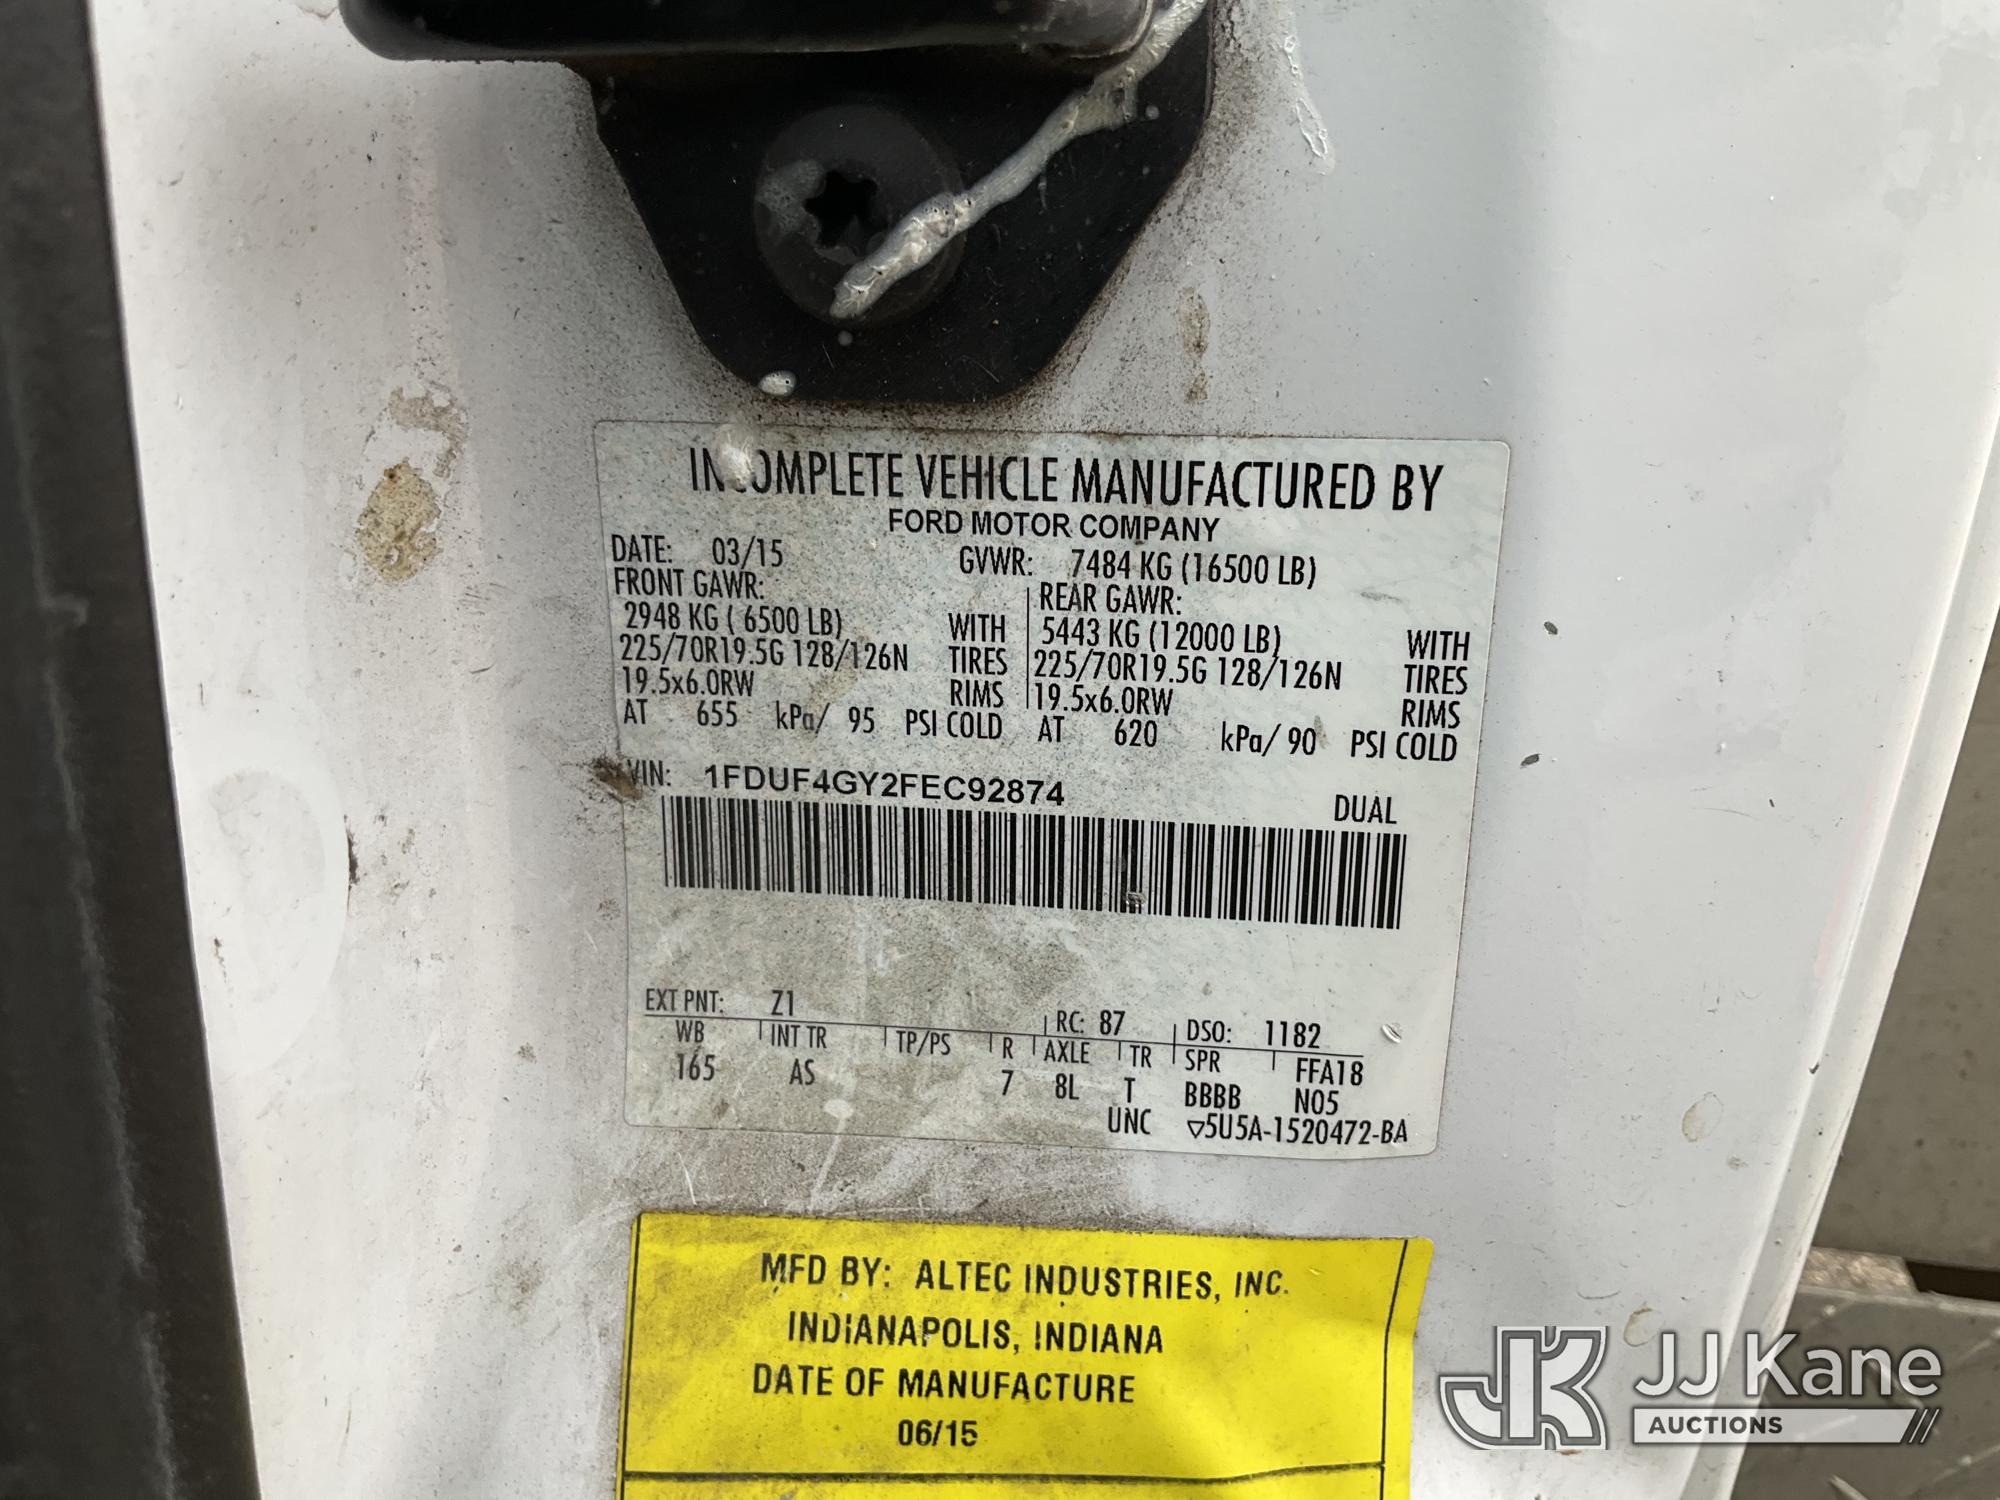 INCOMPLETE VEHICLE MANUFACTURED BY
FORD MOTOR COMPANY
DATE: 03/15 GVWR: 7484 KG (16500 LB)
FRONT GAWR: REAR GAWR:
2948 KG ( 6500 LB) WITH 5443 KG (12000 LB) WITH
225/70R19.5G 128/126N TIRES 225/70R19.5G 128/126N TIRES
19.5x6.0RW RIMS 19.5x6.0RW RIMS
AT 655 kPa/ 95 PSI COLD AT 620 kPa/ 90 PSI COLD
VIN: 1FDUF4GY2FEC92874
DUAL
EXT PNT: Z1 RC: 87 DSO: 1182
WB INT TR TP/PS R AXLE TR SPR FFA18
165 AS 7 8L T BBBB N05
UNC ▽5U5A-1520472-BA
MFD BY: ALTEC INDUSTRIES, INC.
INDIANAPOLIS, INDIANA
DATE OF MANUFACTURE
06/15
JK JJ Kane
AUCTIONS